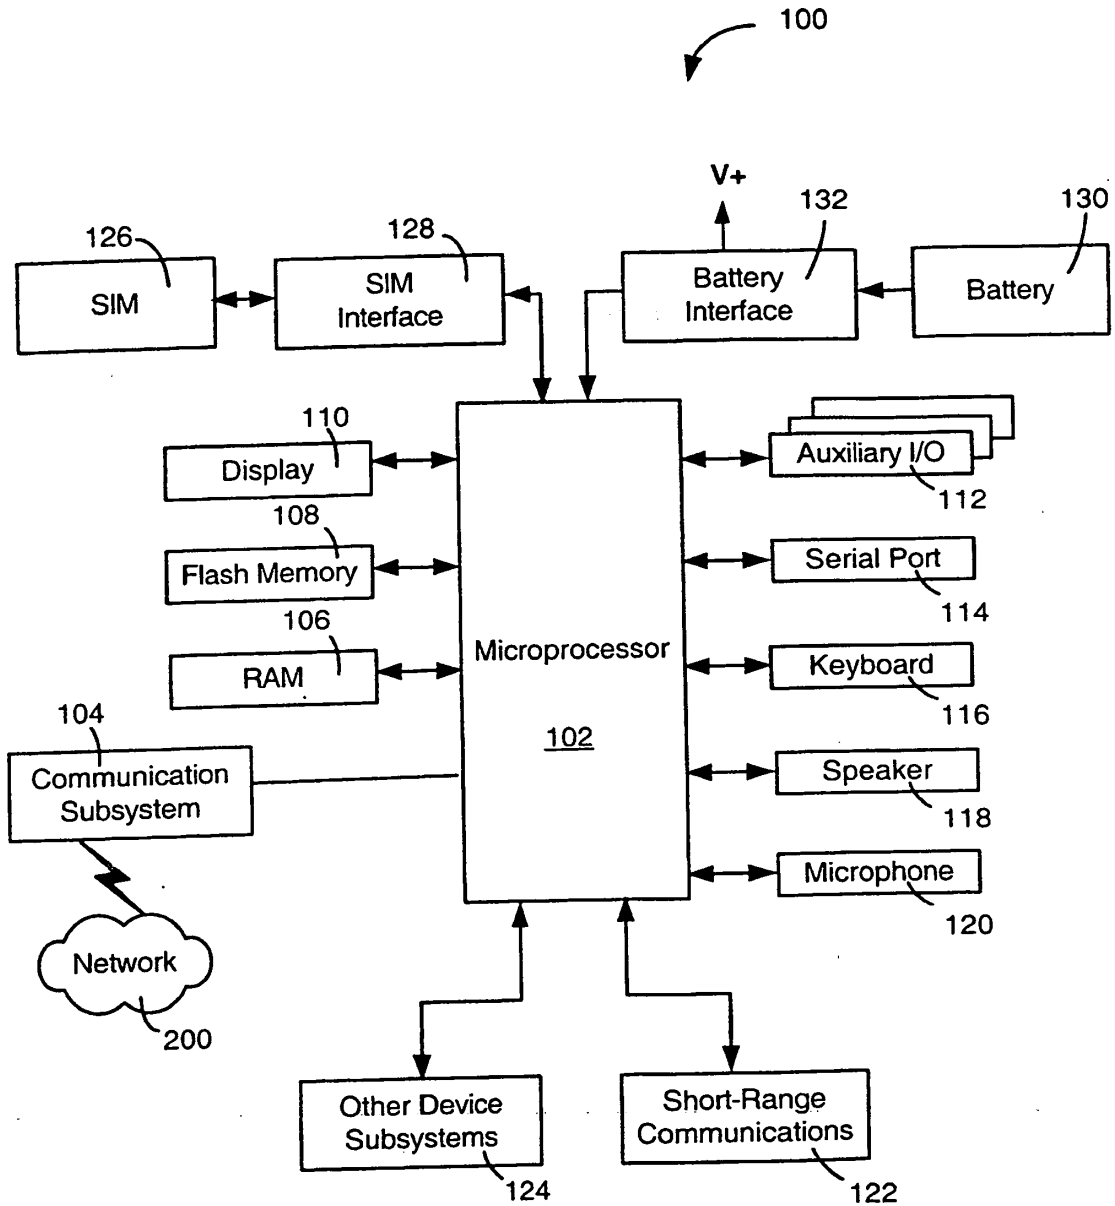 100
V+
132
130
126
128
SIM
SIM
Interface
Battery
Interface
Battery
110
Display
Auxiliary I/O
112
108
Flash Memory
Serial Port
114
106
RAM
Microprocessor
102
Keyboard
116
104
Communication
Subsystem
Speaker
118
Microphone
120
Network
200
Other Device
Subsystems
124
Short-Range
Communications
122